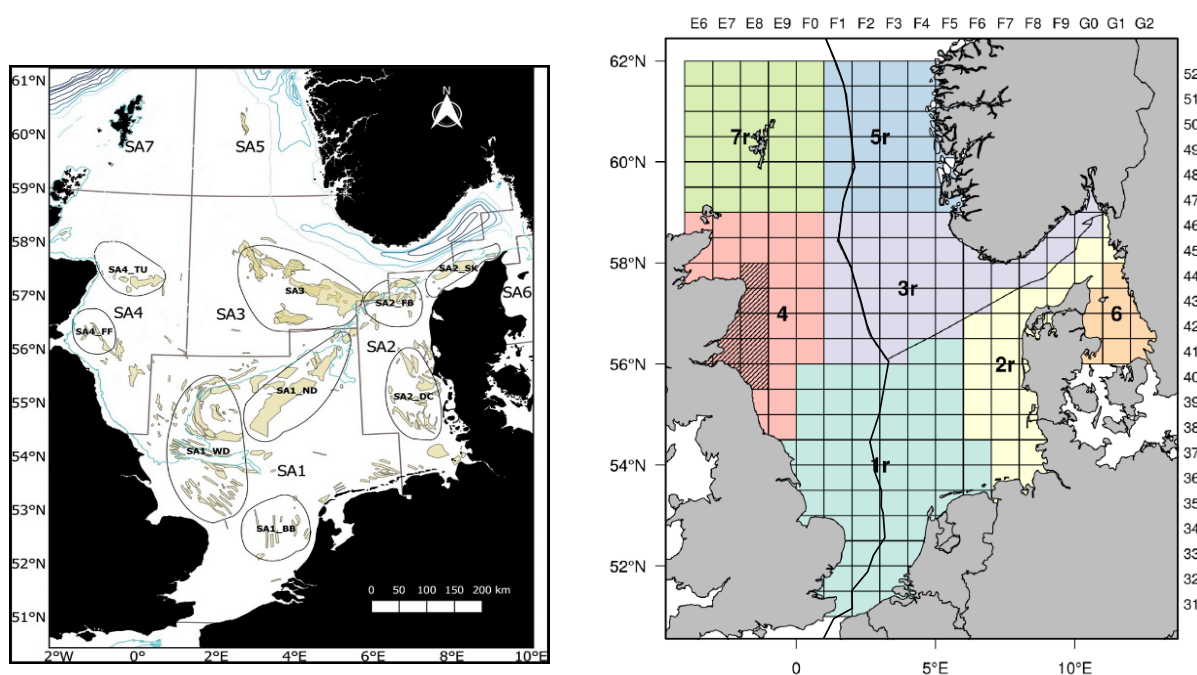 61°N
60°N
59°N
58°N
57°N
56°N
55°N
54°N
53°N
52°N
51°N
2°W 0° 2°E 4°E 6°E 8°E 10°E
N
SA7
SA5
SA4_TU
SA4
SA4_FF
SA3
SA3
SA2_SK
SA2_FB
SA6
SA2
SA1_ND
SA2_DC
SA1_WD
SA1
SA1_BB
0 50 100 150 200 km
E6 E7 E8 E9 F0 F1 F2 F3 F4 F5 F6 F7 F8 F9 G0 G1 G2
62°N
60°N
58°N
56°N
54°N
52°N
7r
5r
3r
4
6
2r
1r
52
51
50
49
48
47
46
45
44
43
42
41
40
39
38
37
36
35
34
33
32
31
0 5°E 10°E